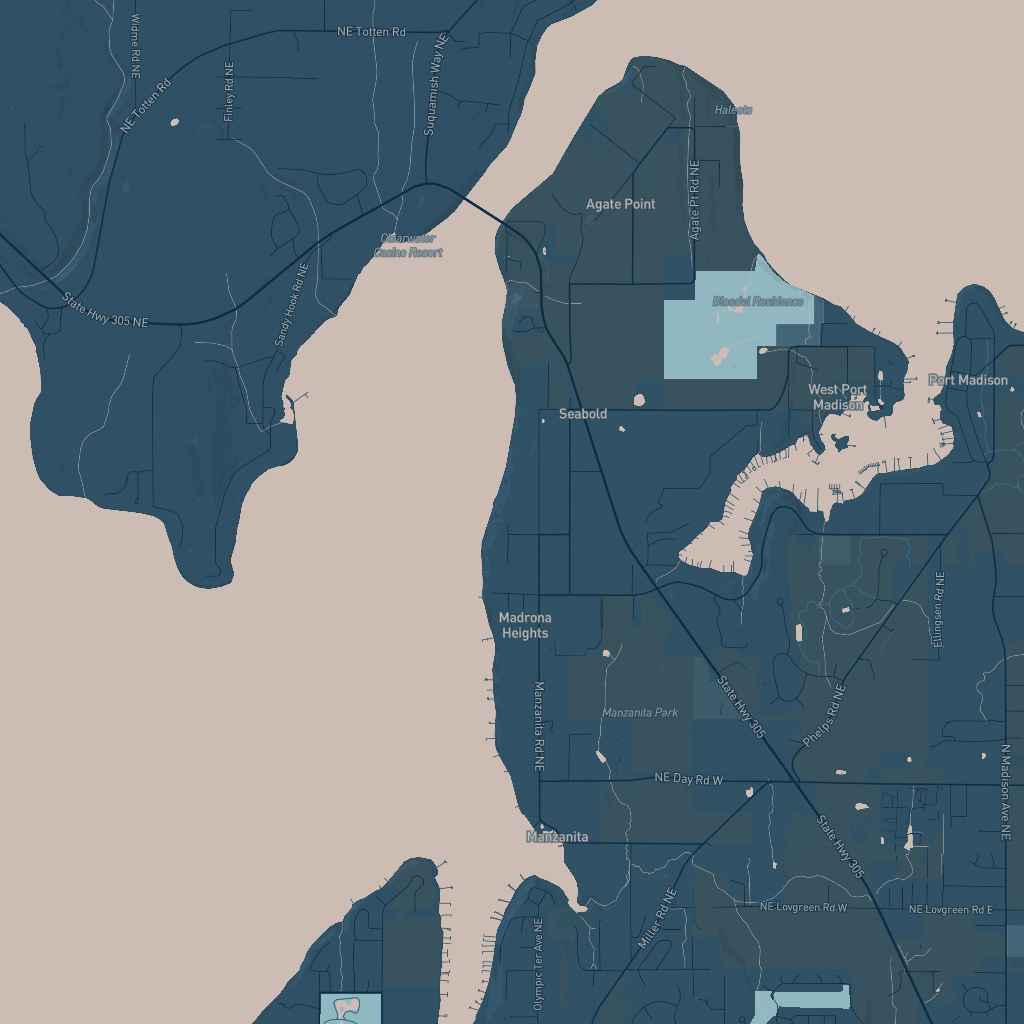 NE Totten Rd
Widme Rd NE
NE Totten Rd
Finley Rd NE
Suquamish Way NE
Haleets
Agate Pt Rd NE
Agate Point
Clearwater
Casino Resort
State Hwy 305 NE
Sandy Hook Rd NE
Bloedel Residence
Port Madison
West Port
Madison
Seabold
Ellingsen Rd NE
Madrona
Heights
Manzanita Rd NE
Manzanita Park
State Hwy 305
Phelps Rd NE
N Madison Ave NE
NE Day Rd W
Manzanita
State Hwy 305
NE Lovgreen Rd W
NE Lovgreen Rd E
Miller Rd NE
Olympic Ter Ave NE